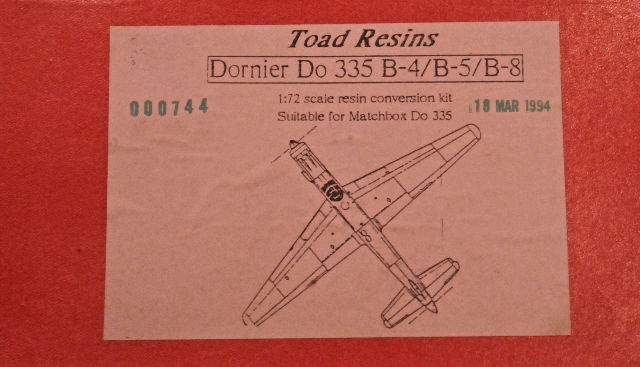 Toad Resins
Dornier Do 335 B-4/B-5/B-8
000744
1:72 scale resin conversion kit
18 MAR 1994
Suitable for Matchbox Do 335